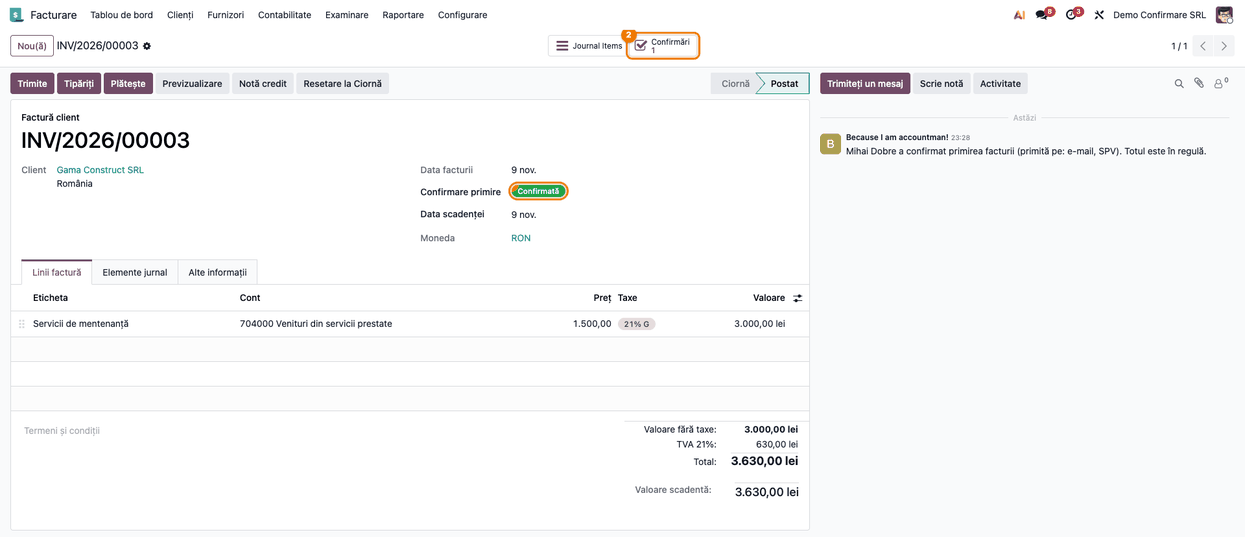 Facturare Tablou de bord Clienți Furnizori Contabilitate Examinare Raportare Configurare AI 8 3 Demo Confirmare SRL
Nou(ă) INV/2026/00003 Journal Items 2 Confirmări 1 1 / 1
Trimite Tipăriți Plătește Previzualizare Notă credit Resetare la Ciornă Ciornă Postat Trimiteți un mesaj Scrie notă Activitate 0
Factură client
INV/2026/00003
Client Gama Construct SRL
România
Data facturii 9 nov.
Confirmare primire Confirmată
Data scadenței 9 nov.
Moneda RON
Linii factură Elemente jurnal Alte informații
Eticheta Cont Preț Taxe Valoare
Servicii de mentenanță 704000 Venituri din servicii prestate 1.500,00 21% G 3.000,00 lei
Termeni și condiții
Valoare fără taxe: 3.000,00 lei
TVA 21%: 630,00 lei
Total: 3.630,00 lei
Valoare scadentă: 3.630,00 lei
Astăzi
B
Because I am accountman! 23:28
Mihai Dobre a confirmat primirea facturii (primită pe: e-mail, SPV). Totul este în regulă.